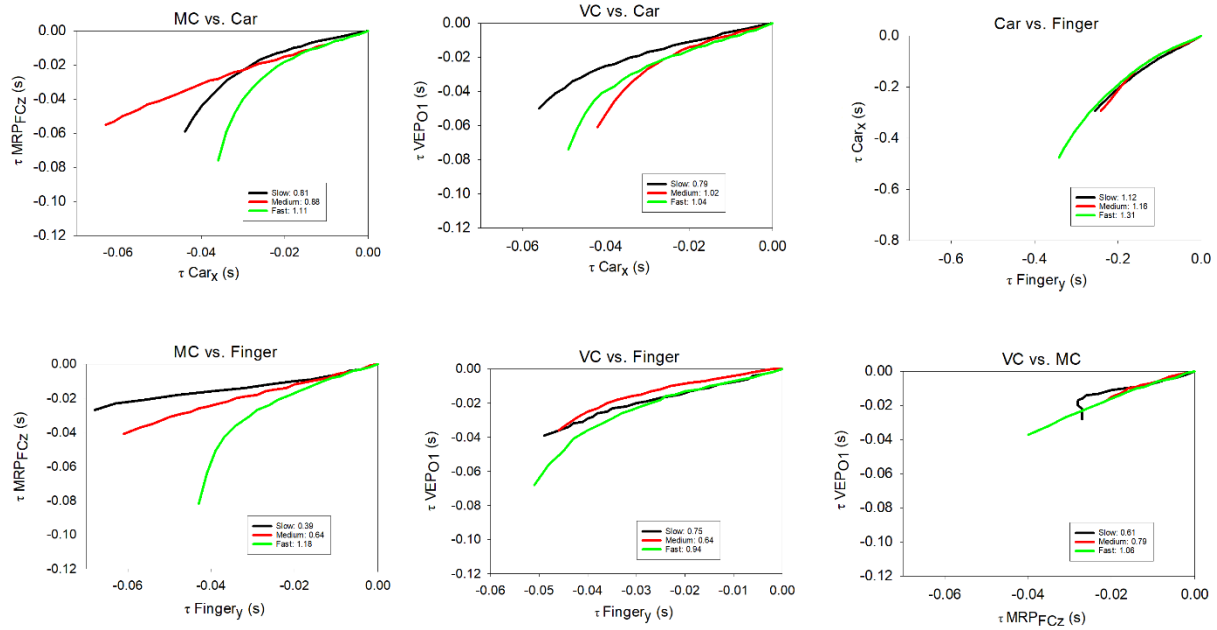 MC vs. Car
0.00
-0.02
-0.04
-0.06
-0.08
-0.10
-0.12
τ MRPFCz (s)
Slow: 0.81
Medium: 0.88
Fast: 1.11
-0.06
-0.04
-0.02
0.00
τ Carx (s)
VC vs. Car
0.00
-0.02
-0.04
-0.06
-0.08
-0.10
-0.12
τ VEPO1 (s)
Slow: 0.79
Medium: 1.02
Fast: 1.04
-0.06
-0.04
-0.02
0.00
τ Carx (s)
Car vs. Finger
0.0
-0.2
-0.4
-0.6
-0.8
τ Carx (s)
Slow: 1.12
Medium: 1.16
Fast: 1.31
-0.6
-0.4
-0.2
0.0
τ Fingery (s)
MC vs. Finger
0.00
-0.02
-0.04
-0.06
-0.08
-0.10
-0.12
τ MRPFCz (s)
Slow: 0.39
Medium: 0.64
Fast: 1.18
-0.06
-0.04
-0.02
0.00
τ Fingery (s)
VC vs. Finger
0.00
-0.02
-0.04
-0.06
-0.08
-0.10
-0.12
τ VEPO1 (s)
Slow: 0.75
Medium: 0.64
Fast: 0.94
-0.06
-0.05
-0.04
-0.03
-0.02
-0.01
0.00
τ Fingery (s)
VC vs. MC
0.00
-0.02
-0.04
-0.06
-0.08
-0.10
-0.12
τ VEPO1 (s)
Slow: 0.61
Medium: 0.79
Fast: 1.06
-0.06
-0.04
-0.02
0.00
τ MRPFCz (s)